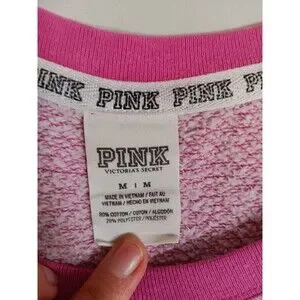 PINK PINK PINK PINK
PINK
VICTORIA'S SECRET
M | M
MADE IN VIETNAM / FAIT AU
VIETNAM / HECHO EN VIETNAM
80% COTTON / COTON / ALGODÓN
20% POLYESTER / POLYESTER